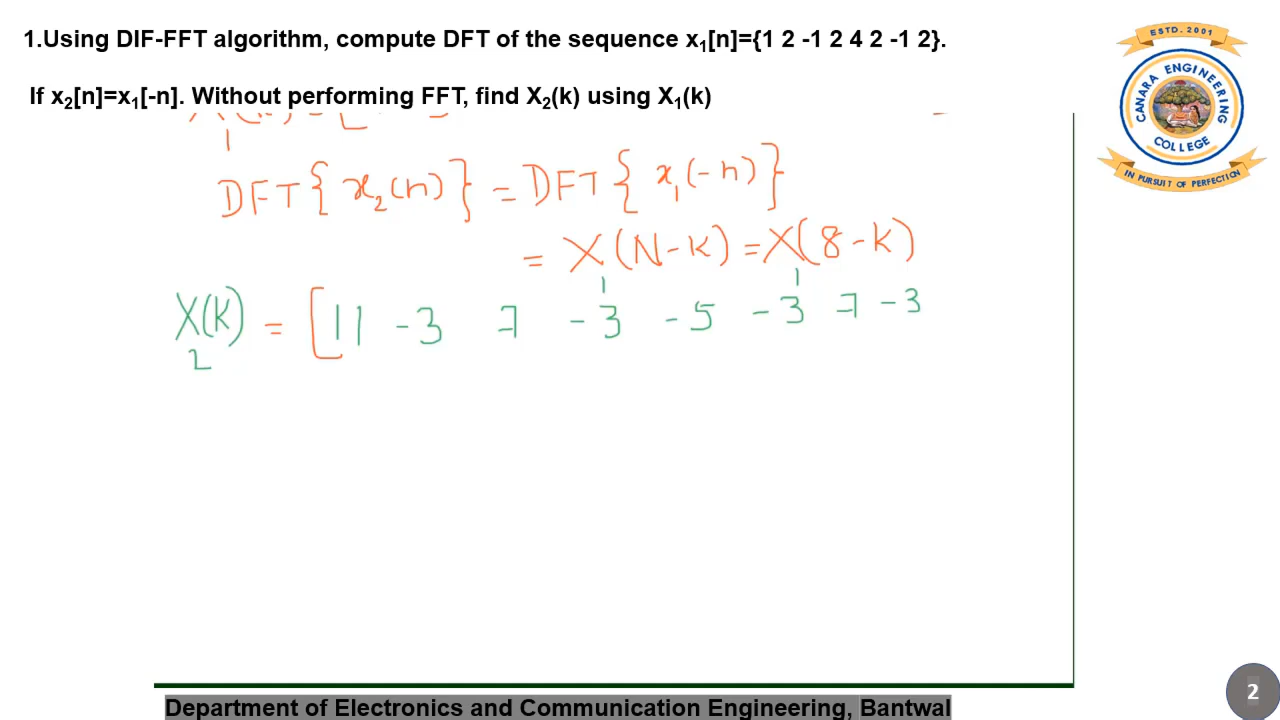 1.Using DIF-FFT algorithm, compute DFT of the sequence x₁[n]={1 2 -1 2 4 2 -1 2}.
If x₂[n]=x₁[-n]. Without performing FFT, find X₂(k) using X₁(k)
ESTD. 2001
CANARA ENGINEERING
COLLEGE
IN PURSUIT OF PERFECTION
DFT{x₂(n)} = DFT{x₁(-n)}
= X₁(N-K) = X₁(8-K)
X₂(K) = [11 -3 7 -3 -5 -3 7 -3
2
Department of Electronics and Communication Engineering, Bantwal